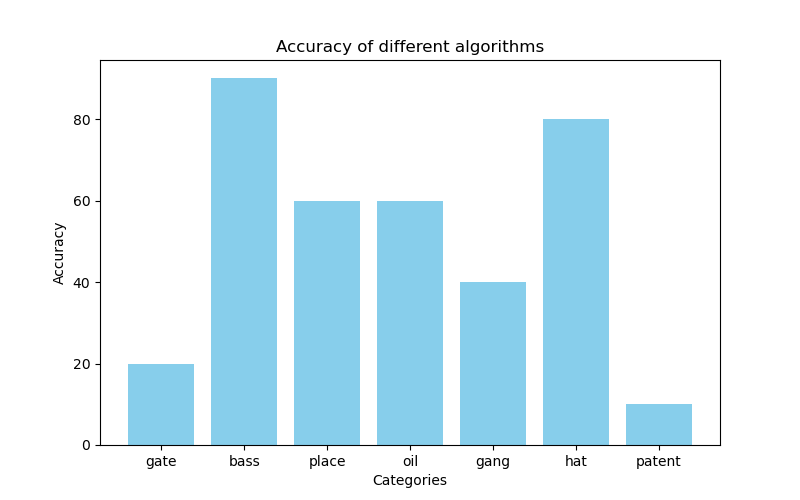 Accuracy of different algorithms
Accuracy
80
60
40
20
0
gate bass place oil gang hat patent
Categories